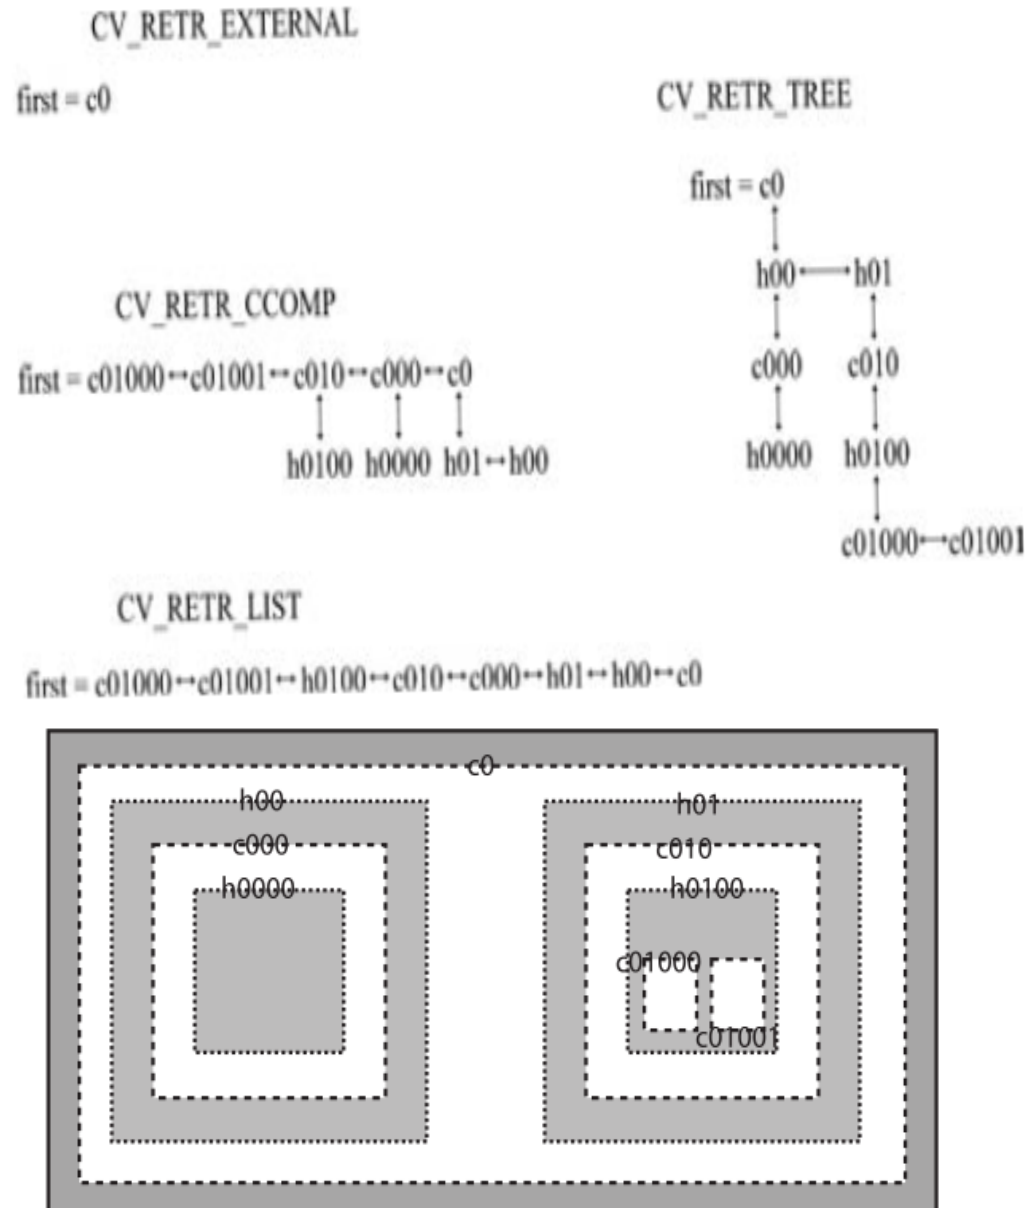 CV_RETR_EXTERNAL
first = c0
CV_RETR_TREE
first = c0
h00 ↔ h01
c000 c010
h0000 h0100
c01000↔c01001
CV_RETR_CCOMP
first = c01000↔c01001↔c010↔c000↔c0
h0100 h0000 h01↔h00
CV_RETR_LIST
first = c01000↔c01001↔h0100↔c010↔c000↔h01↔h00↔c0
c0
h00 h01
c000 c010
h0000 h0100
c01000
c01001